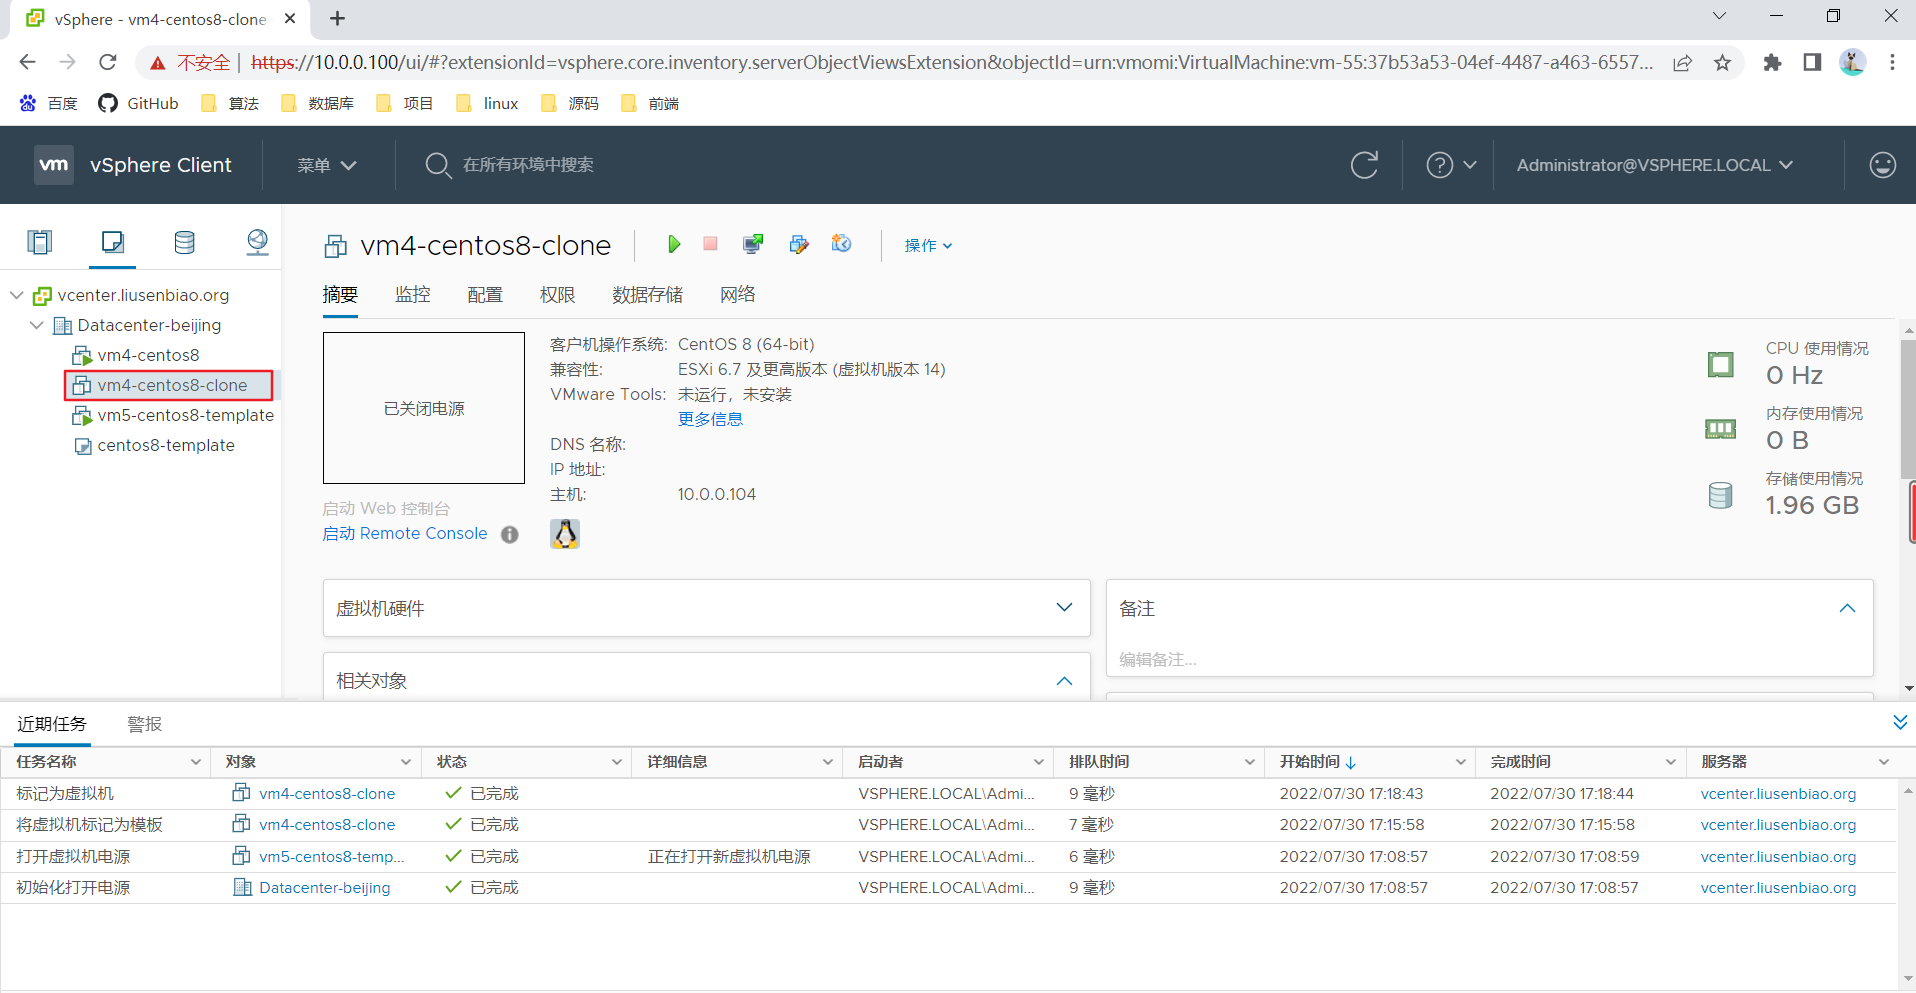 vSphere - vm4-centos8-clone
不安全 | https://10.0.0.100/ui/#?extensionId=vsphere.core.inventory.serverObjectViewsExtension&objectId=urn:vmomi:VirtualMachine:vm-55:37b53a53-04ef-4487-a463-6557...
百度 GitHub 算法 数据库 项目 linux 源码 前端
vm vSphere Client 菜单 在所有环境中搜索 Administrator@VSPHERE.LOCAL
vcenter.liusenbiao.org
Datacenter-beijing
vm4-centos8
vm4-centos8-clone
vm5-centos8-template
centos8-template
vm4-centos8-clone 操作
摘要 监控 配置 权限 数据存储 网络
已关闭电源
启动 Web 控制台
启动 Remote Console
客户机操作系统: CentOS 8 (64-bit)
兼容性: ESXi 6.7 及更高版本 (虚拟机版本 14)
VMware Tools: 未运行，未安装
更多信息
DNS 名称:
IP 地址:
主机: 10.0.0.104
CPU 使用情况
0 Hz
内存使用情况
0 B
存储使用情况
1.96 GB
虚拟机硬件
相关对象
备注
编辑备注...
近期任务 警报
任务名称 对象 状态 详细信息 启动者 排队时间 开始时间 完成时间 服务器
标记为虚拟机 vm4-centos8-clone 已完成 VSPHERE.LOCAL\Admi... 9 毫秒 2022/07/30 17:18:43 2022/07/30 17:18:44 vcenter.liusenbiao.org
将虚拟机标记为模板 vm4-centos8-clone 已完成 VSPHERE.LOCAL\Admi... 7 毫秒 2022/07/30 17:15:58 2022/07/30 17:15:58 vcenter.liusenbiao.org
打开虚拟机电源 vm5-centos8-temp... 已完成 正在打开新虚拟机电源 VSPHERE.LOCAL\Admi... 6 毫秒 2022/07/30 17:08:57 2022/07/30 17:08:59 vcenter.liusenbiao.org
初始化打开电源 Datacenter-beijing 已完成 VSPHERE.LOCAL\Admi... 9 毫秒 2022/07/30 17:08:57 2022/07/30 17:08:57 vcenter.liusenbiao.org